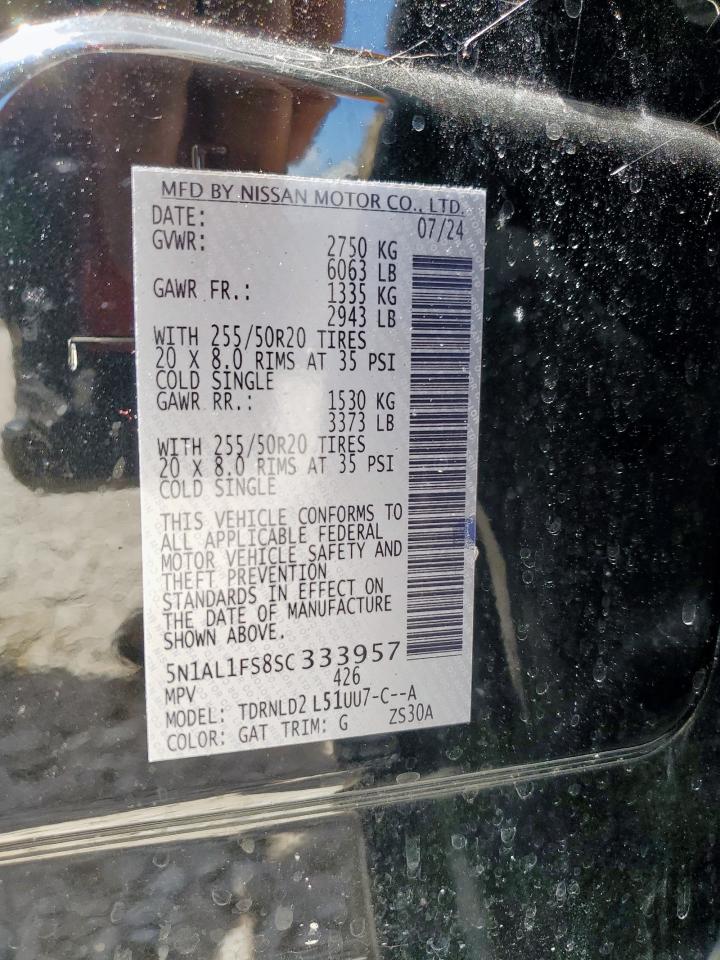 MFD BY NISSAN MOTOR CO., LTD.
DATE: 07/24
GVWR: 2750 KG
6063 LB
GAWR FR.: 1335 KG
2943 LB
WITH 255/50R20 TIRES
20 X 8.0 RIMS AT 35 PSI
COLD SINGLE
GAWR RR.: 1530 KG
3373 LB
WITH 255/50R20 TIRES
20 X 8.0 RIMS AT 35 PSI
COLD SINGLE
THIS VEHICLE CONFORMS TO
ALL APPLICABLE FEDERAL
MOTOR VEHICLE SAFETY AND
THEFT PREVENTION
STANDARDS IN EFFECT ON
THE DATE OF MANUFACTURE
SHOWN ABOVE.
5N1AL1FS8SC333957
MPV 426
MODEL: TDRNLD2 L51UU7-C--A
COLOR: GAT TRIM: G ZS30A